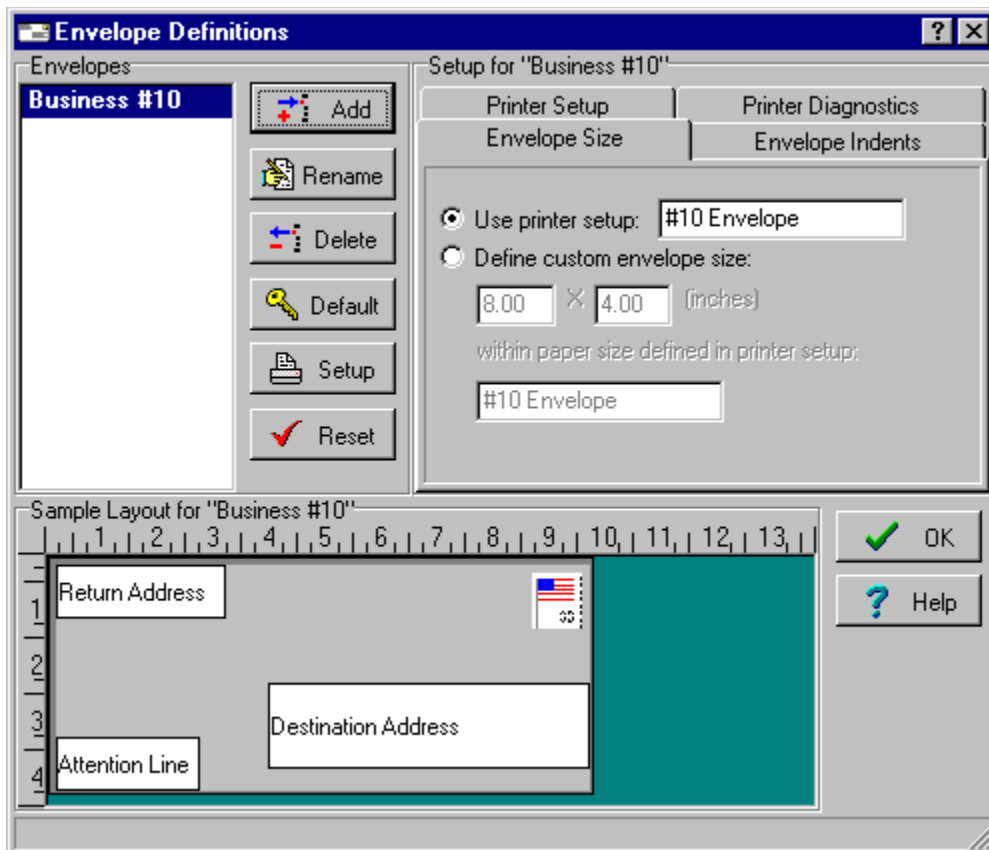 Envelope Definitions
Envelopes
Business #10
Add
Rename
Delete
Default
Setup
Reset
Setup for "Business #10"
Printer Setup
Printer Diagnostics
Envelope Size
Envelope Indents
Use printer setup: #10 Envelope
Define custom envelope size:
8.00 X 4.00 (inches)
within paper size defined in printer setup:
#10 Envelope
Sample Layout for "Business #10"
1 2 3 4 5 6 7 8 9 10 11 12 13
1
2
3
4
Return Address
Destination Address
Attention Line
OK
? Help